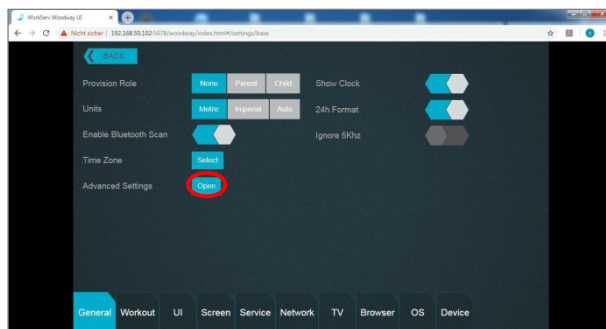 WorkServ Woodway UI
Nicht sicher | 192.168.50.102:5678/woodway/index.html#/settings/base
BACK
Provision Role None Parent Child Show Clock
Units Metric Imperial Auto 24h Format
Enable Bluetooth Scan Ignore 5Khz
Time Zone Select
Advanced Settings Open
General Workout UI Screen Service Network TV Browser OS Device